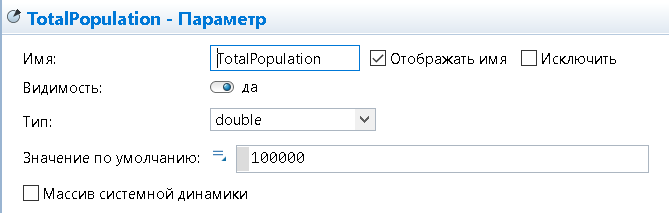 TotalPopulation - Параметр
Имя: TotalPopulation Отображать имя Исключить
Видимость: да
Тип: double
Значение по умолчанию: 100000
Массив системной динамики